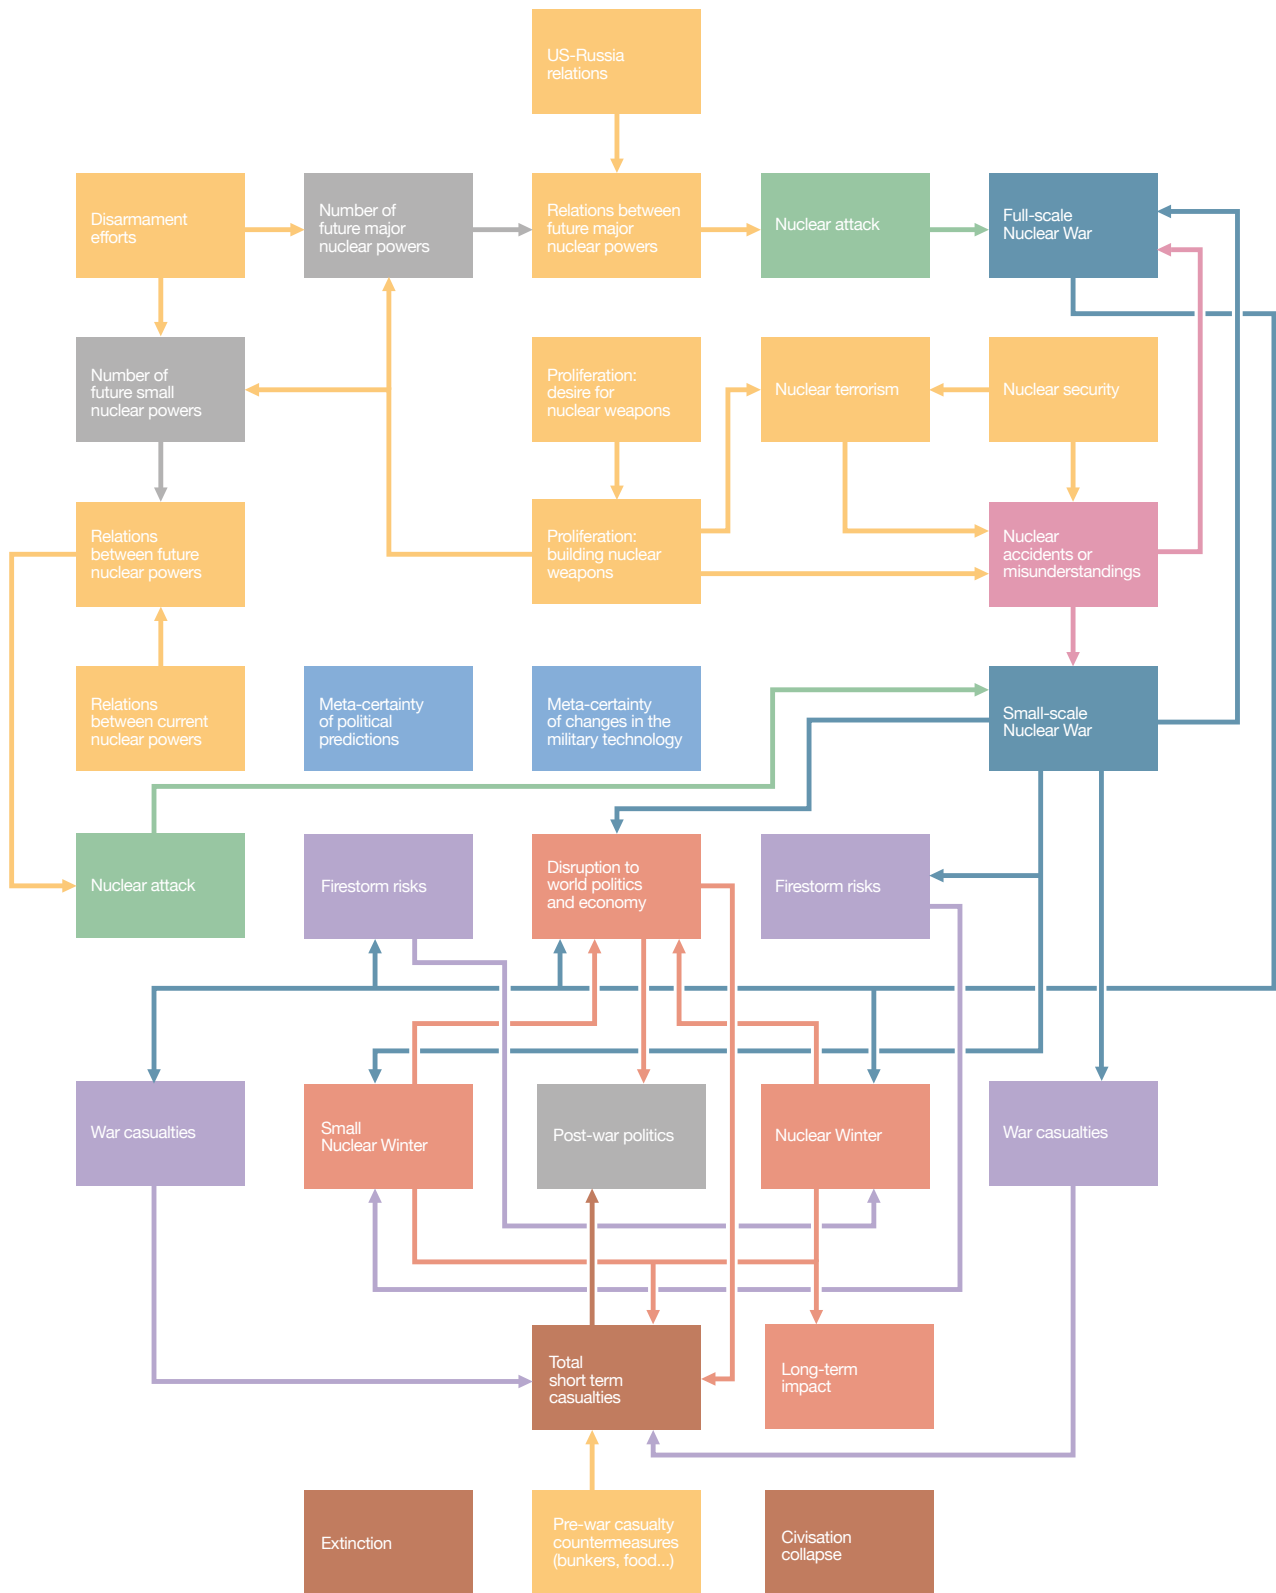 US-Russia
relations
Disarmament
efforts
Number of
future major
nuclear powers
Relations between
future major
nuclear powers
Nuclear attack
Full-scale
Nuclear War
Number of
future small
nuclear powers
Proliferation:
desire for
nuclear weapons
Nuclear terrorism
Nuclear security
Relations
between future
nuclear powers
Proliferation:
building nuclear
weapons
Nuclear
accidents or
misunderstandings
Relations
between current
nuclear powers
Meta-certainty
of political
predictions
Meta-certainty
of changes in the
military technology
Small-scale
Nuclear War
Nuclear attack
Firestorm risks
Disruption to
world politics
and economy
Firestorm risks
War casualties
Small
Nuclear Winter
Post-war politics
Nuclear Winter
War casualties
Total
short term
casualties
Long-term
impact
Extinction
Pre-war casualty
countermeasures
(bunkers, food...)
Civisation
collapse